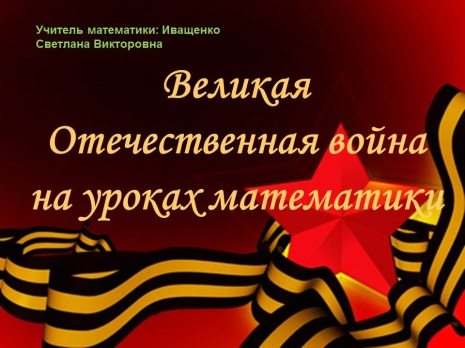 Учитель математики: Иващенко
Светлана Викторовна
Великая
Отечественная война
на уроках математики